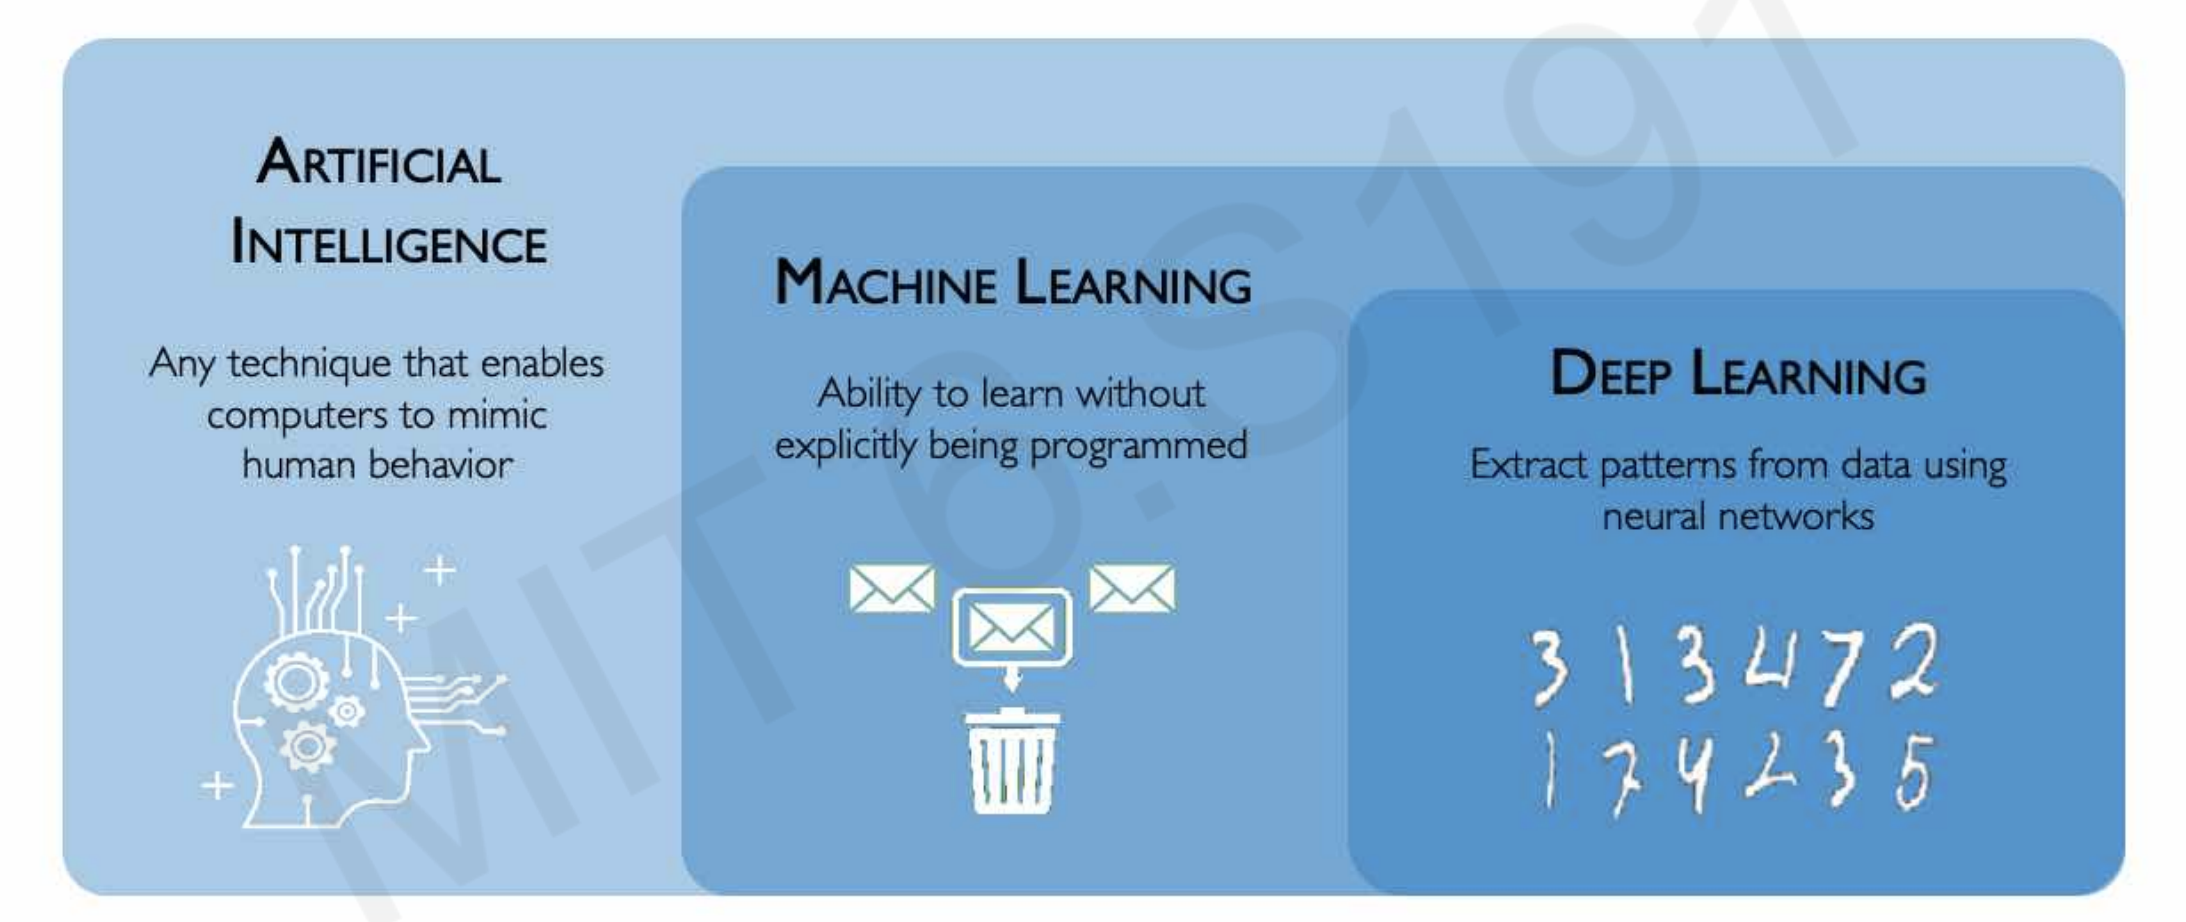 ARTIFICIAL
INTELLIGENCE
Any technique that enables
computers to mimic
human behavior
MACHINE LEARNING
Ability to learn without
explicitly being programmed
DEEP LEARNING
Extract patterns from data using
neural networks
3 1 3 4 7 2
1 7 4 2 3 5
MIT 6.S191